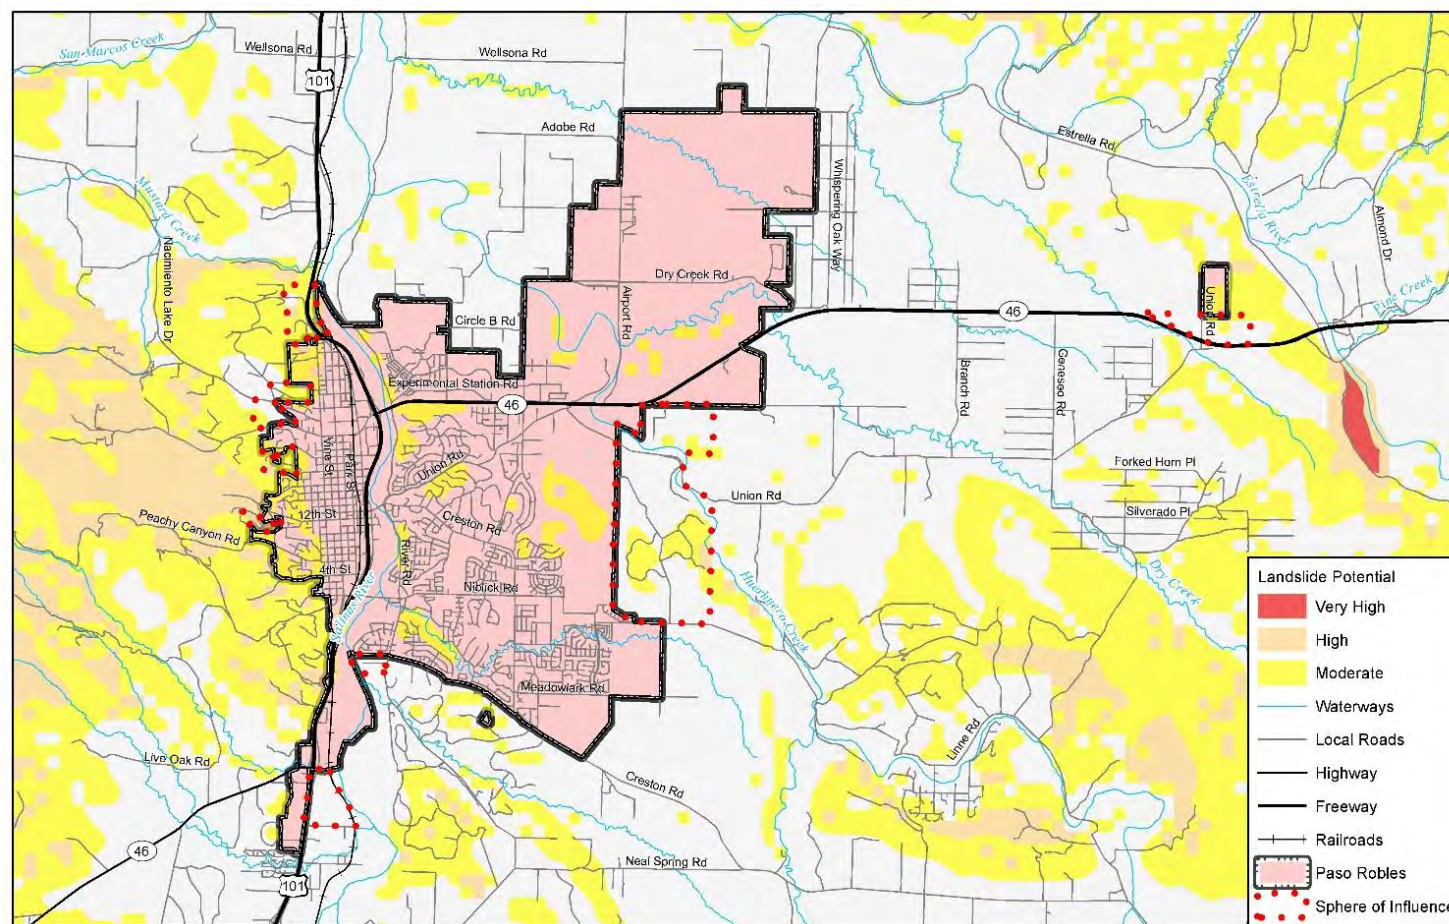 San Marcos Creek
Wellsona Rd
Wellsona Rd
101
Adobe Rd
Estrella Rd
Whispering Oak Way
Mustard Creek
Nacimiento Lake Dr
Estrella River
Almond Dr
Dry Creek Rd
Airport Rd
Union Rd
Pine Creek
Circle B Rd
46
Experimental Station Rd
46
Branch Rd
Geneseo Rd
Vine St
Park St
Union Rd
Forked Horn Pl
Union Rd
12th St
Creston Rd
Silverado Pl
Peachy Canyon Rd
River Rd
4th St
Niblick Rd
Salinas River
Huerhuero Creek
Dry Creek
Meadowlark Rd
Live Oak Rd
Linne Rd
Creston Rd
46
Neal Spring Rd
101
Landslide Potential
Very High
High
Moderate
Waterways
Local Roads
Highway
Freeway
Railroads
Paso Robles
Sphere of Influence